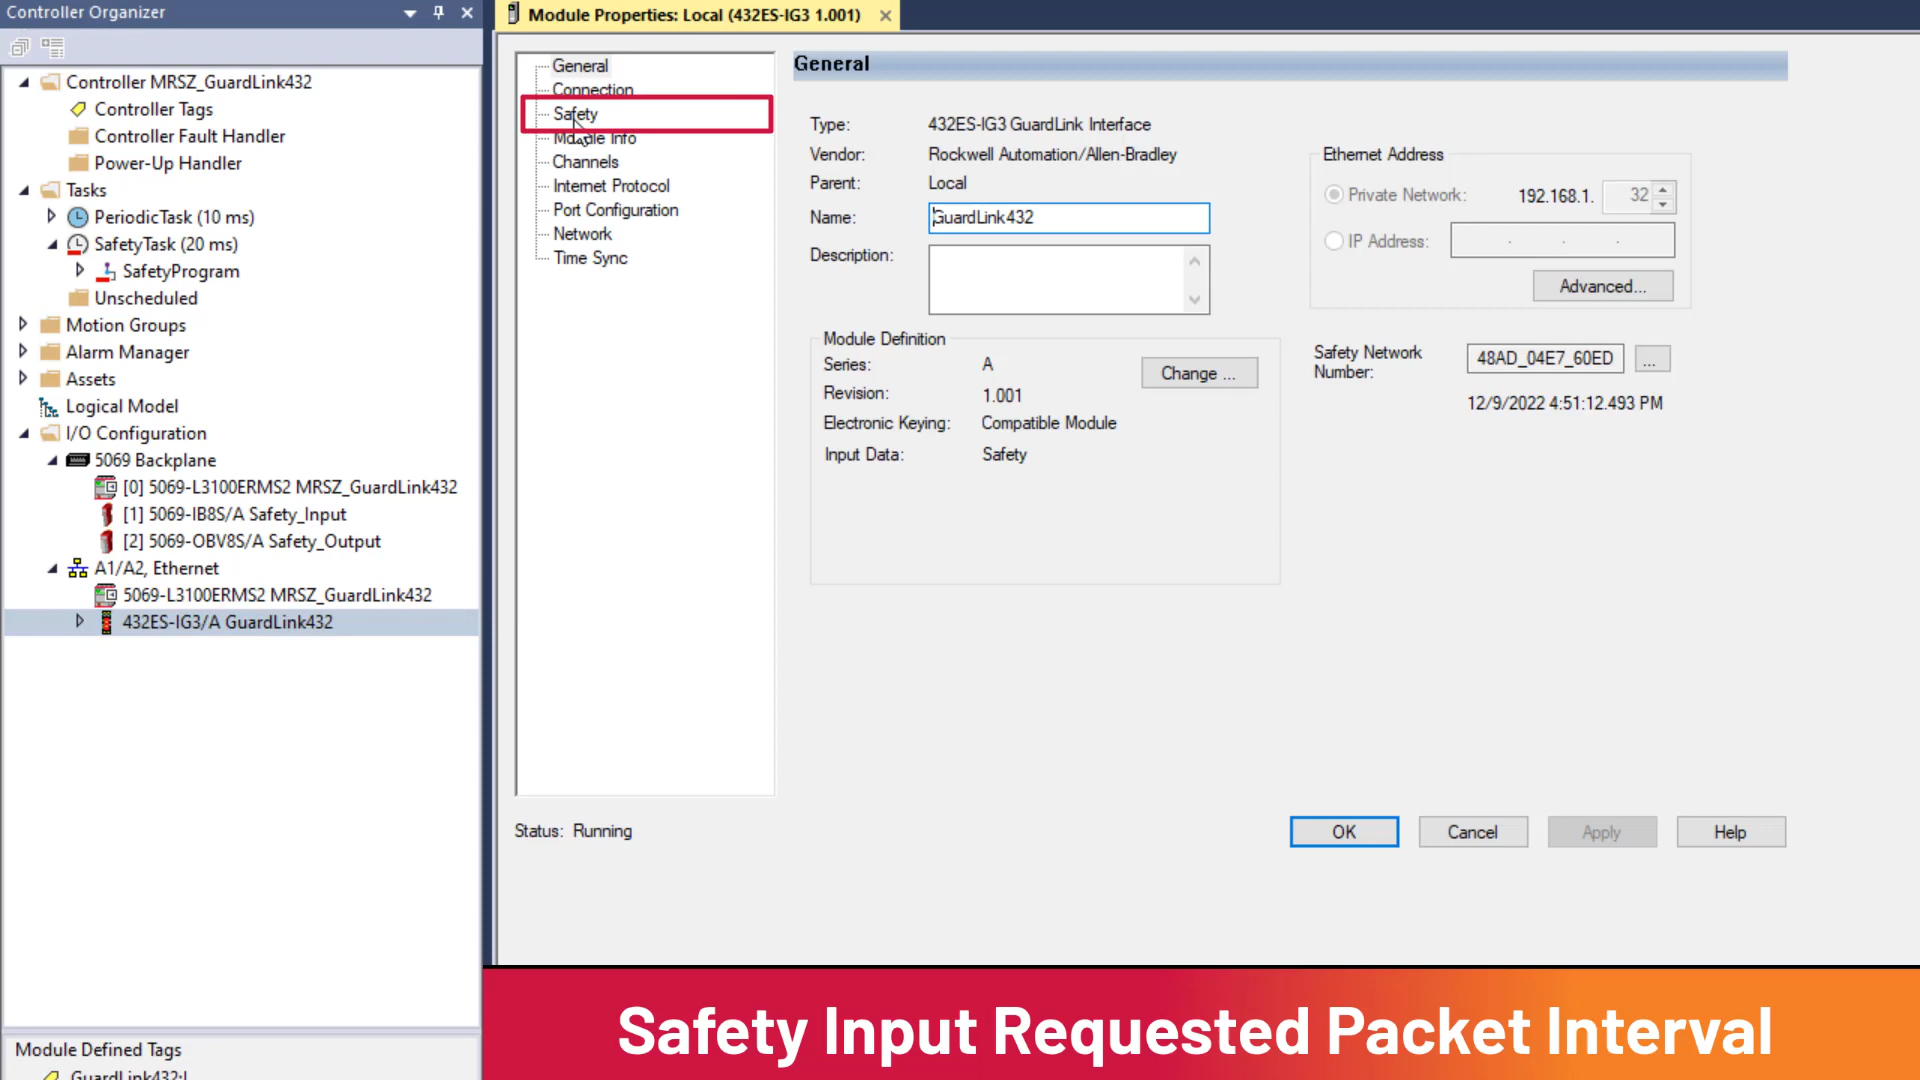 Controller Organizer
Controller MRSZ_GuardLink432
Controller Tags
Controller Fault Handler
Power-Up Handler
Tasks
PeriodicTask (10 ms)
SafetyTask (20 ms)
SafetyProgram
Unscheduled
Motion Groups
Alarm Manager
Assets
Logical Model
I/O Configuration
5069 Backplane
[0] 5069-L3100ERMS2 MRSZ_GuardLink432
[1] 5069-IB8S/A Safety_Input
[2] 5069-OBV8S/A Safety_Output
A1/A2, Ethernet
5069-L3100ERMS2 MRSZ_GuardLink432
432ES-IG3/A GuardLink432
Module Defined Tags
GuardLink432:I
Module Properties: Local (432ES-IG3 1.001)
General
Connection
Safety
Module Info
Channels
Internet Protocol
Port Configuration
Network
Time Sync
General
Type: 432ES-IG3 GuardLink Interface
Vendor: Rockwell Automation/Allen-Bradley
Parent: Local
Name: GuardLink432
Description:
Module Definition
Series: A
Change ...
Revision: 1.001
Electronic Keying: Compatible Module
Input Data: Safety
Ethernet Address
Private Network: 192.168.1. 32
IP Address: . . .
Advanced...
Safety Network Number: 48AD_04E7_60ED ...
12/9/2022 4:51:12.493 PM
Status: Running
OK Cancel Apply Help
Safety Input Requested Packet Interval